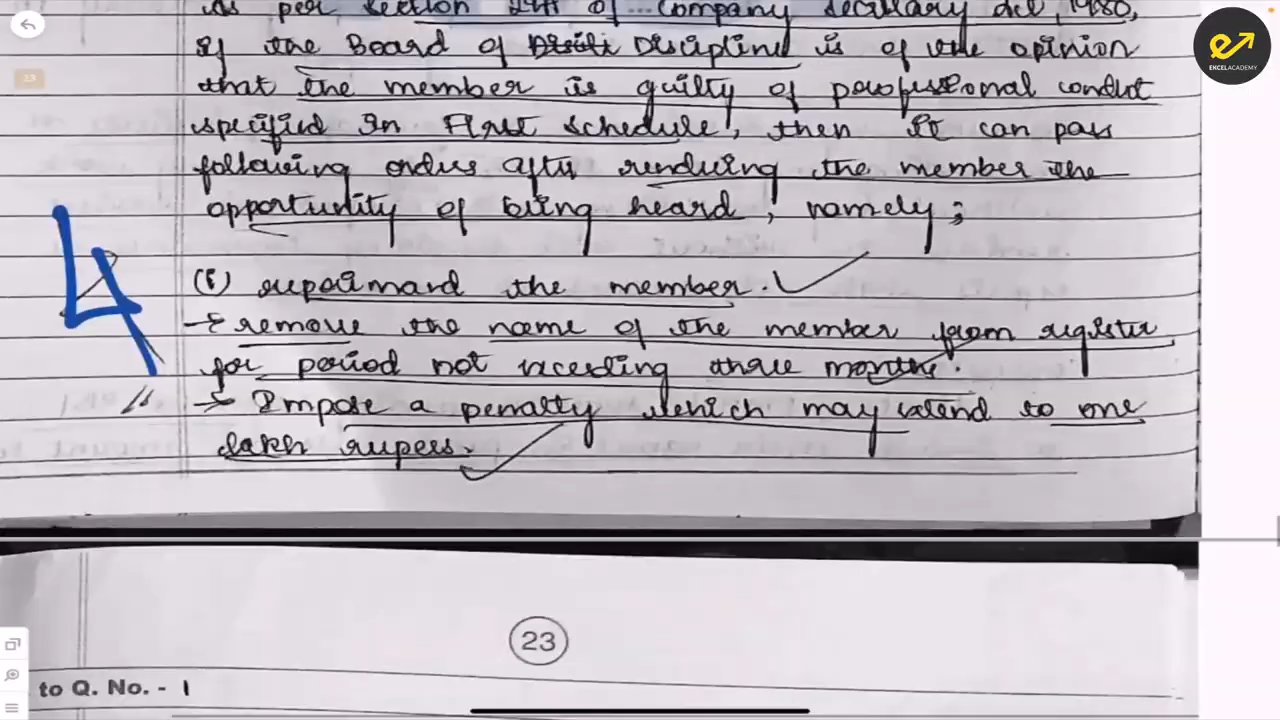 As per section of Company Secretary Act, 1980,
if the Board of Discipline is of the opinion
that the member is guilty of professional conduct
specified in First schedule, then it can pass
following orders after rendering the member the
opportunity of being heard, namely;
(i) reprimard the member.
→ remove the name of the member from register
for period not exceeding three months.
→ Impose a penalty which may extend to one
lakh rupees.
4
23
to Q. No. - 1
EXCEL ACADEMY